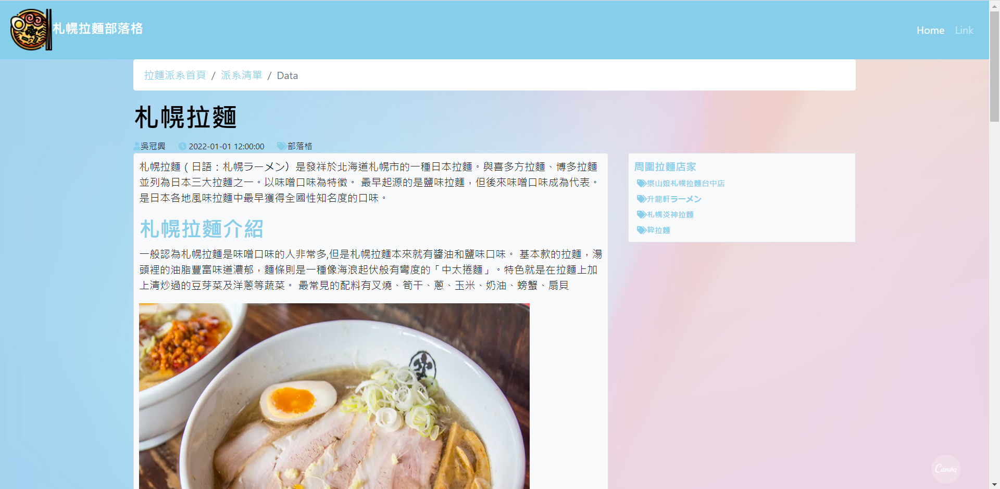 札幌拉麵部落格
Home Link
拉麵派系首頁 / 派系清單 / Data
札幌拉麵
吳冠興 2022-01-01 12:00:00 部落格
札幌拉麵（日語：札幌ラーメン）是發祥於北海道札幌市的一種日本拉麵。與喜多方拉麵、博多拉麵
並列為日本三大拉麵之一。以味噌口味為特徵。 最早起源的是鹽味拉麵，但後來味噌口味成為代表。
是日本各地風味拉麵中最早獲得全國性知名度的口味。
札幌拉麵介紹
一般認為札幌拉麵是味噌口味的人非常多,但是札幌拉麵本來就有醬油和鹽味口味。 基本款的拉麵，湯
頭裡的油脂豐富味道濃郁，麵條則是一種像海浪起伏般有彎度的「中太捲麵」。特色就是在拉麵上加
上清炒過的豆芽菜及洋蔥等蔬菜。 最常見的配料有叉燒、筍干、蔥、玉米、奶油、螃蟹、扇貝
周圍拉麵店家
樂山娘札幌拉麵台中店
升龍軒ラーメン
札幌炎神拉麵
粋拉麵
Canva